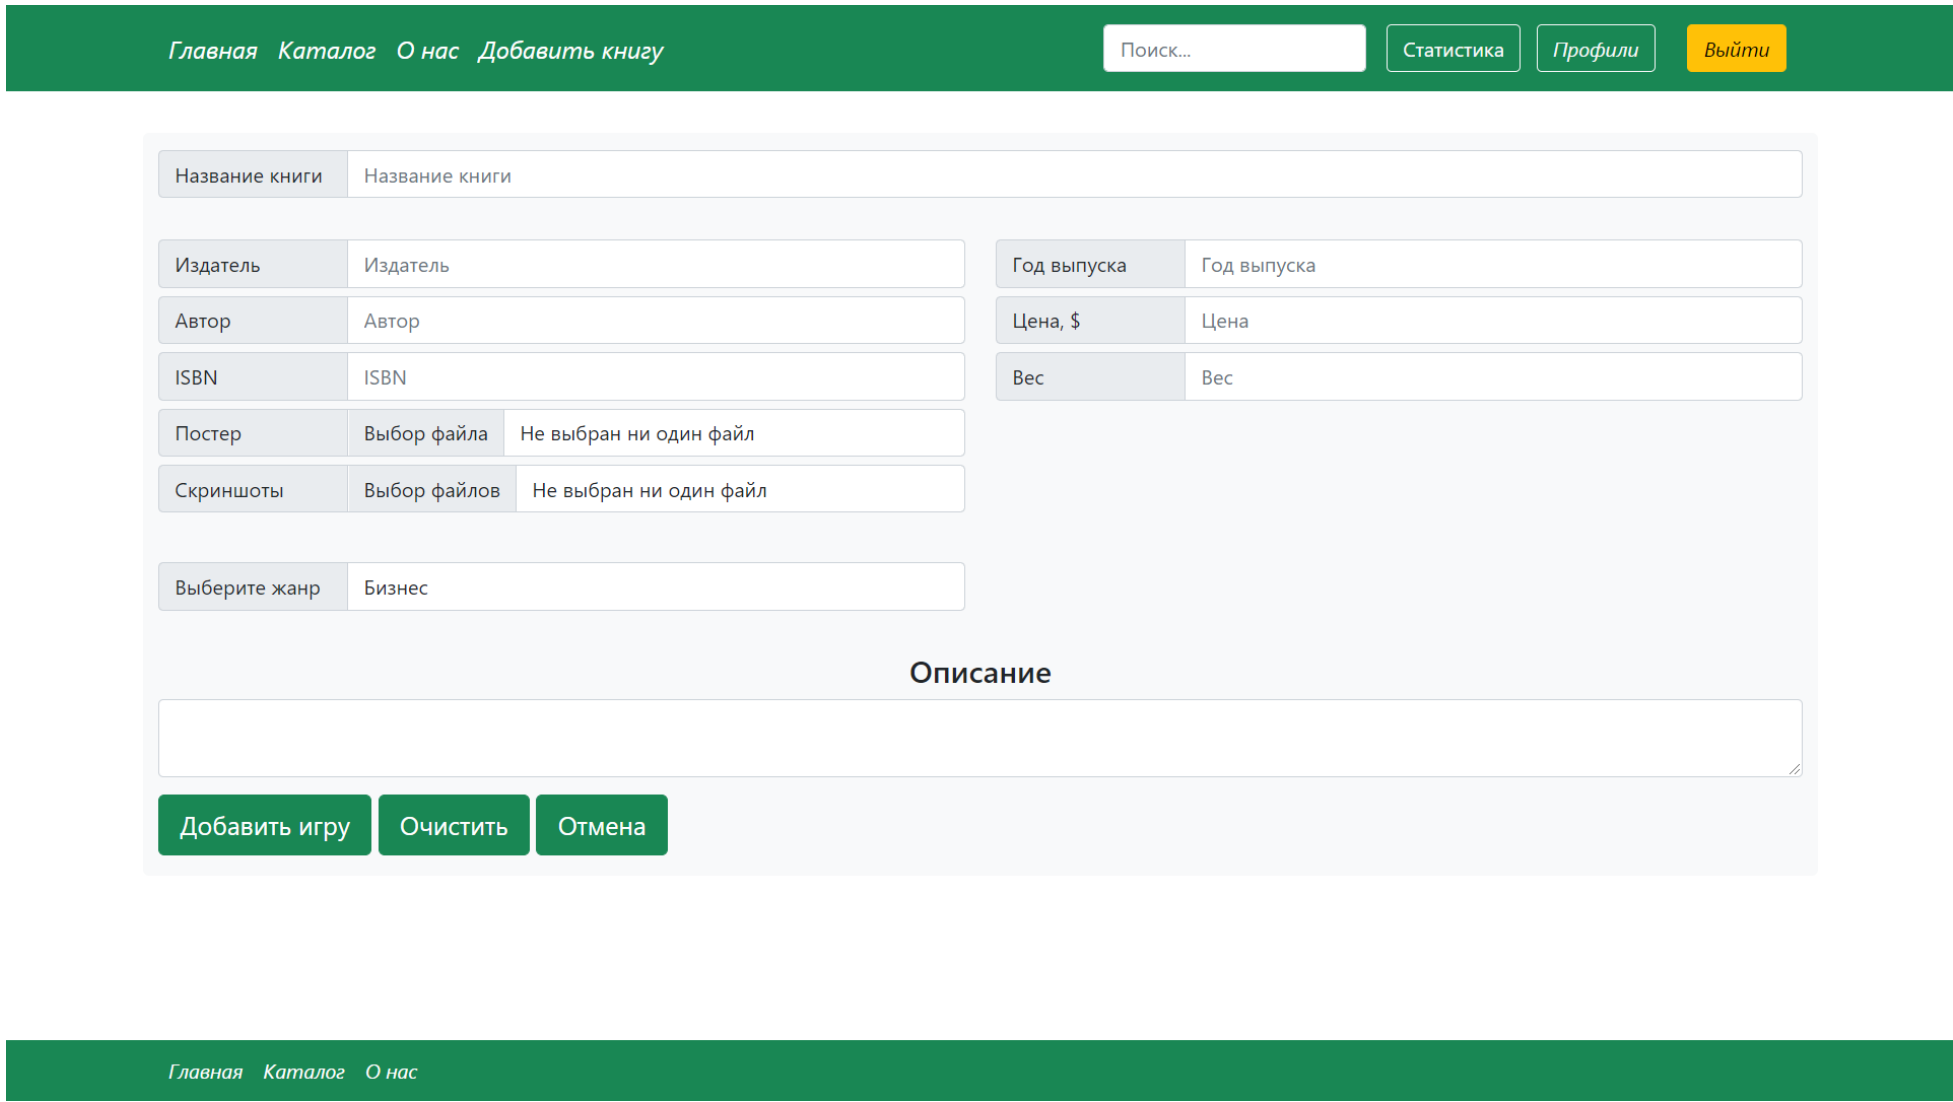 Главная Каталог О нас Добавить книгу Поиск... Статистика Профили Выйти
Название книги Название книги
Издатель Издатель Год выпуска Год выпуска
Автор Автор Цена, $ Цена
ISBN ISBN Вес Вес
Постер Выбор файла Не выбран ни один файл
Скриншоты Выбор файлов Не выбран ни один файл
Выберите жанр Бизнес
Описание
Добавить игру Очистить Отмена
Главная Каталог О нас